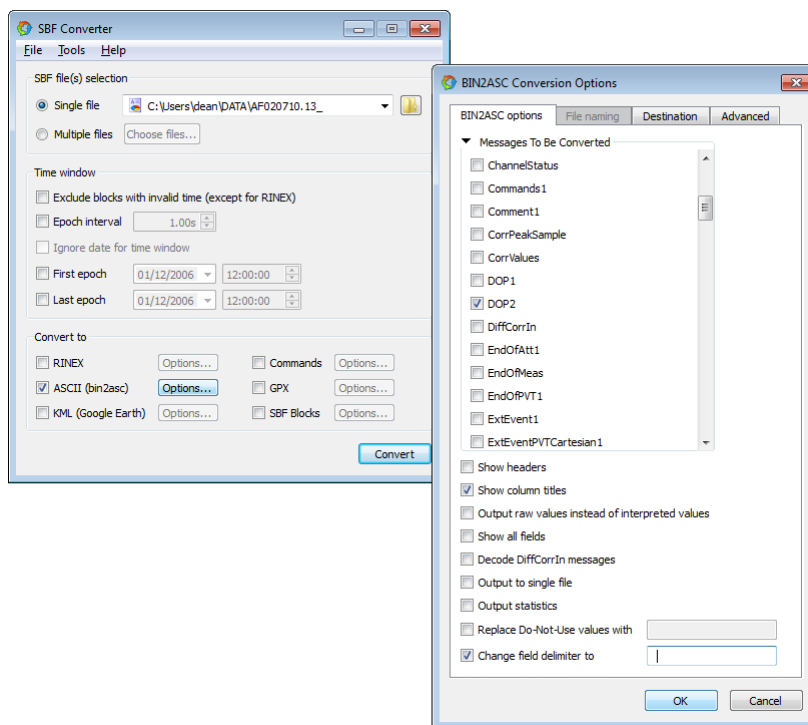 SBF Converter
File Tools Help
SBF file(s) selection
Single file C:\Users\dean\DATA\AF020710.13_
Multiple files Choose files...
Time window
Exclude blocks with invalid time (except for RINEX)
Epoch interval 1.00s
Ignore date for time window
First epoch 01/12/2006 12:00:00
Last epoch 01/12/2006 12:00:00
Convert to
RINEX Options... Commands Options...
ASCII (bin2asc) Options... GPX Options...
KML (Google Earth) Options... SBF Blocks Options...
Convert
BIN2ASC Conversion Options
BIN2ASC options File naming Destination Advanced
Messages To Be Converted
ChannelStatus
Commands1
Comment1
CorrPeakSample
CorrValues
DOP1
DOP2
DiffCorrIn
EndOfAtt1
EndOfMeas
EndOfPVT1
ExtEvent1
ExtEventPVTCartesian1
Show headers
Show column titles
Output raw values instead of interpreted values
Show all fields
Decode DiffCorrIn messages
Output to single file
Output statistics
Replace Do-Not-Use values with
Change field delimiter to
OK Cancel